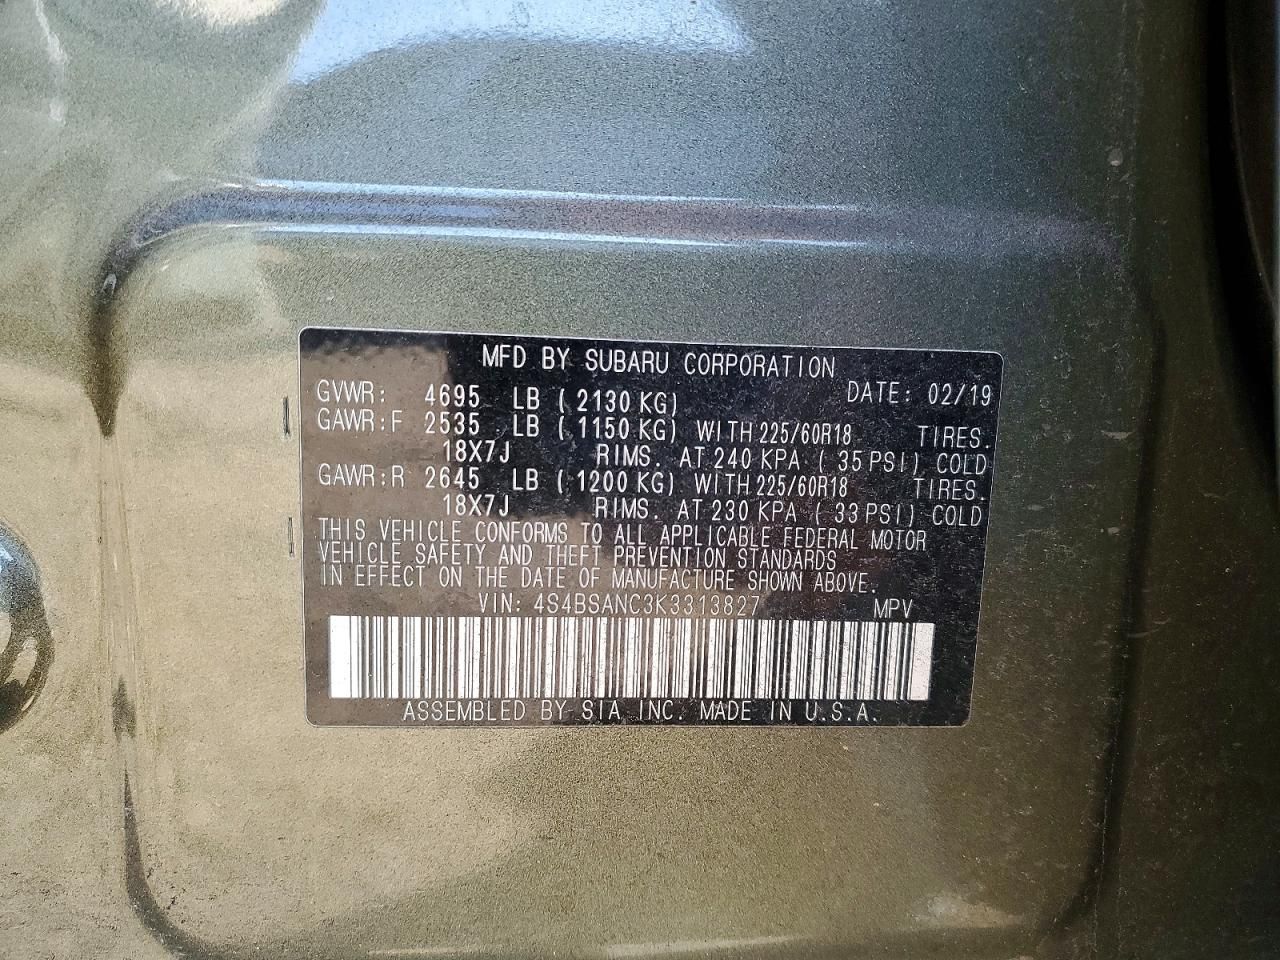 MFD BY SUBARU CORPORATION
GVWR: 4695 LB ( 2130 KG) DATE: 02/19
GAWR:F 2535 LB ( 1150 KG) WITH 225/60R18 TIRES.
18X7J RIMS. AT 240 KPA ( 35 PSI) COLD
GAWR:R 2645 LB ( 1200 KG) WITH 225/60R18 TIRES.
18X7J RIMS. AT 230 KPA ( 33 PSI) COLD
THIS VEHICLE CONFORMS TO ALL APPLICABLE FEDERAL MOTOR
VEHICLE SAFETY AND THEFT PREVENTION STANDARDS
IN EFFECT ON THE DATE OF MANUFACTURE SHOWN ABOVE.
VIN: 4S4BSANC3K3313827 MPV
ASSEMBLED BY SIA INC. MADE IN U.S.A.